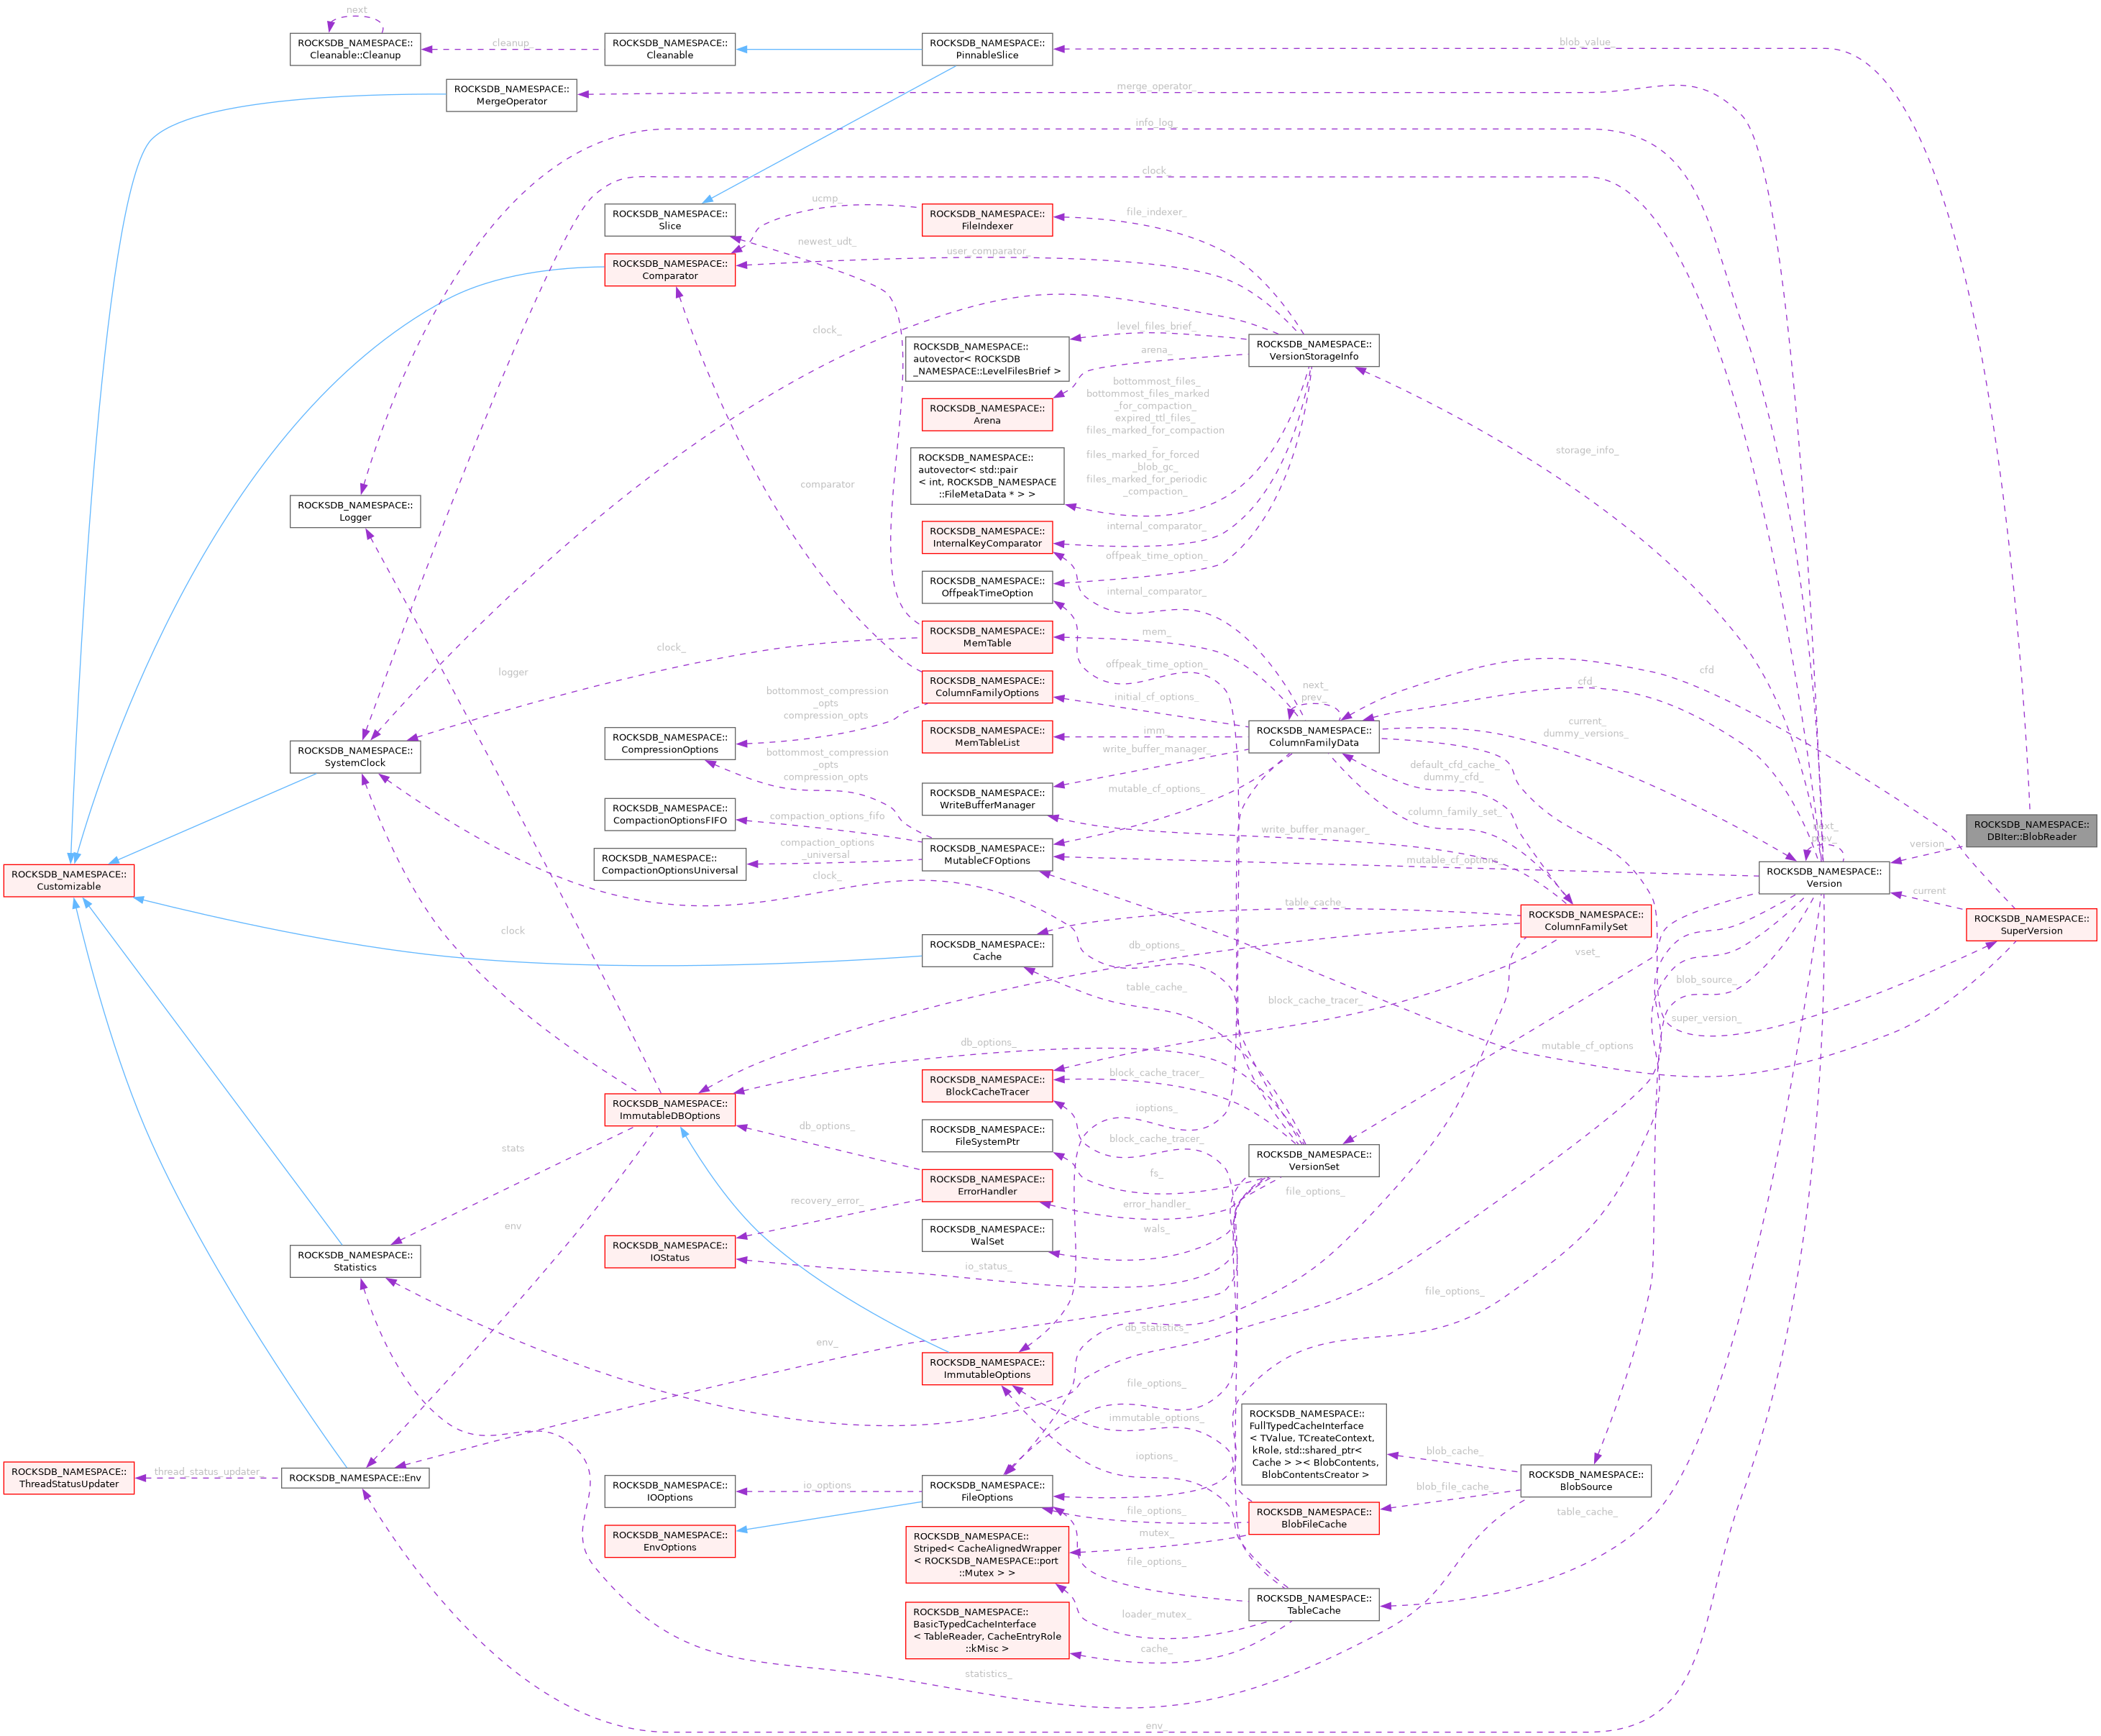 next
ROCKSDB_NAMESPACE::
Cleanable::Cleanup
cleanup_
ROCKSDB_NAMESPACE::
Cleanable
ROCKSDB_NAMESPACE::
PinnableSlice
blob_value_
ROCKSDB_NAMESPACE::
MergeOperator
merge_operator_
info_log_
clock_
ROCKSDB_NAMESPACE::
Slice
ucmp_
ROCKSDB_NAMESPACE::
FileIndexer
file_indexer_
newest_udt_
ROCKSDB_NAMESPACE::
Comparator
user_comparator_
clock_
ROCKSDB_NAMESPACE::
autovector< ROCKSDB
_NAMESPACE::LevelFilesBrief >
level_files_brief_
ROCKSDB_NAMESPACE::
VersionStorageInfo
arena_
ROCKSDB_NAMESPACE::
Arena
bottommost_files_
bottommost_files_marked
_for_compaction_
expired_ttl_files_
files_marked_for_compaction
_
files_marked_for_forced
_blob_gc_
files_marked_for_periodic
_compaction_
storage_info_
ROCKSDB_NAMESPACE::
autovector< std::pair
< int, ROCKSDB_NAMESPACE
::FileMetaData * > >
comparator
ROCKSDB_NAMESPACE::
Logger
ROCKSDB_NAMESPACE::
InternalKeyComparator
internal_comparator_
offpeak_time_option_
ROCKSDB_NAMESPACE::
OffpeakTimeOption
internal_comparator_
ROCKSDB_NAMESPACE::
MemTable
mem_
clock_
logger
offpeak_time_option_
cfd
cfd_
next_
prev_
bottommost_compression
_opts
compression_opts
ROCKSDB_NAMESPACE::
ColumnFamilyOptions
initial_cf_options_
ROCKSDB_NAMESPACE::
CompressionOptions
ROCKSDB_NAMESPACE::
MemTableList
imm_
ROCKSDB_NAMESPACE::
ColumnFamilyData
current_
dummy_versions_
ROCKSDB_NAMESPACE::
SystemClock
write_buffer_manager_
bottommost_compression
_opts
compression_opts
default_cfd_cache_
dummy_cfd_
ROCKSDB_NAMESPACE::
WriteBufferManager
mutable_cf_options_
column_family_set_
ROCKSDB_NAMESPACE::
CompactionOptionsFIFO
compaction_options_fifo
write_buffer_manager_
ROCKSDB_NAMESPACE::
DBIter::BlobReader
next_
prev_
version_
compaction_options
_universal
ROCKSDB_NAMESPACE::
CompactionOptionsUniversal
ROCKSDB_NAMESPACE::
MutableCFOptions
mutable_cf_options_
ROCKSDB_NAMESPACE::
Customizable
clock_
ROCKSDB_NAMESPACE::
Version
current
table_cache_
ROCKSDB_NAMESPACE::
ColumnFamilySet
ROCKSDB_NAMESPACE::
SuperVersion
clock
ROCKSDB_NAMESPACE::
Cache
db_options_
vset_
table_cache_
block_cache_tracer_
blob_source_
super_version_
db_options_
mutable_cf_options
ROCKSDB_NAMESPACE::
BlockCacheTracer
block_cache_tracer_
ROCKSDB_NAMESPACE::
ImmutableDBOptions
ioptions_
db_options_
ROCKSDB_NAMESPACE::
FileSystemPtr
block_cache_tracer_
stats
ROCKSDB_NAMESPACE::
VersionSet
fs_
ROCKSDB_NAMESPACE::
ErrorHandler
recovery_error_
error_handler_
file_options_
env
ROCKSDB_NAMESPACE::
WalSet
wals_
ROCKSDB_NAMESPACE::
IOStatus
io_status_
ROCKSDB_NAMESPACE::
Statistics
file_options_
db_statistics_
env_
ROCKSDB_NAMESPACE::
ImmutableOptions
file_options_
immutable_options_
ROCKSDB_NAMESPACE::
FullTypedCacheInterface
< TValue, TCreateContext,
kRole, std::shared_ptr<
Cache > >< BlobContents,
BlobContentsCreator >
blob_cache_
ioptions_
ROCKSDB_NAMESPACE::
ThreadStatusUpdater
thread_status_updater_
ROCKSDB_NAMESPACE::Env
ROCKSDB_NAMESPACE::
IOOptions
io_options
ROCKSDB_NAMESPACE::
FileOptions
ROCKSDB_NAMESPACE::
BlobSource
blob_file_cache_
file_options_
ROCKSDB_NAMESPACE::
BlobFileCache
table_cache_
ROCKSDB_NAMESPACE::
EnvOptions
ROCKSDB_NAMESPACE::
Striped< CacheAlignedWrapper
< ROCKSDB_NAMESPACE::port
::Mutex > >
mutex_
file_options_
ROCKSDB_NAMESPACE::
TableCache
loader_mutex_
ROCKSDB_NAMESPACE::
BasicTypedCacheInterface
< TableReader, CacheEntryRole
::kMisc >
cache_
statistics_
env_